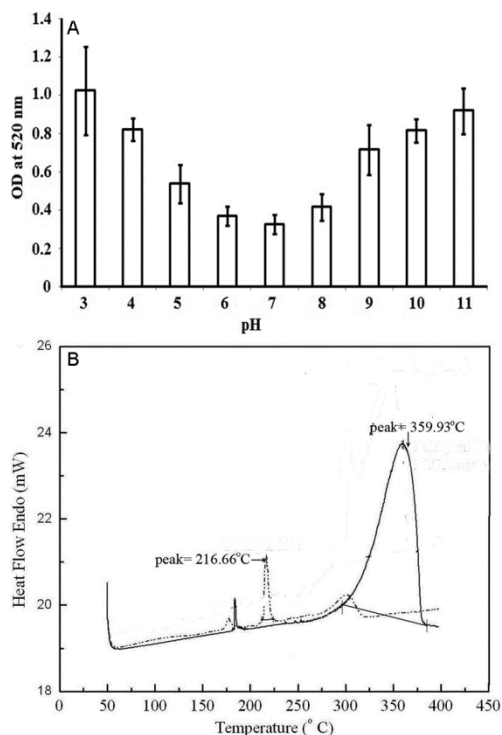 A
OD at 520 nm
1.4
1.2
1.0
0.8
0.6
0.4
0.2
0
3 4 5 6 7 8 9 10 11
pH
B
Heat Flow Endo (mW)
26
24
22
20
18
peak= 359.93°C
peak= 216.66°C
0 50 100 150 200 250 300 350 400 450
Temperature (° C)